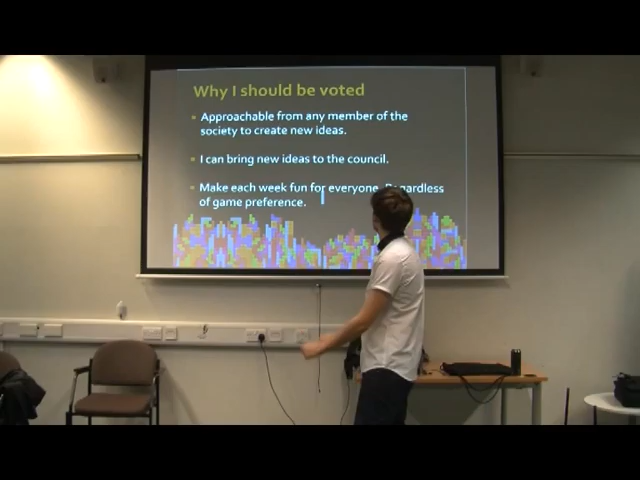 Why I should be voted
Approachable from any member of the
society to create new ideas.
I can bring new ideas to the council.
Make each week fun for everyone. Regardless
of game preference.